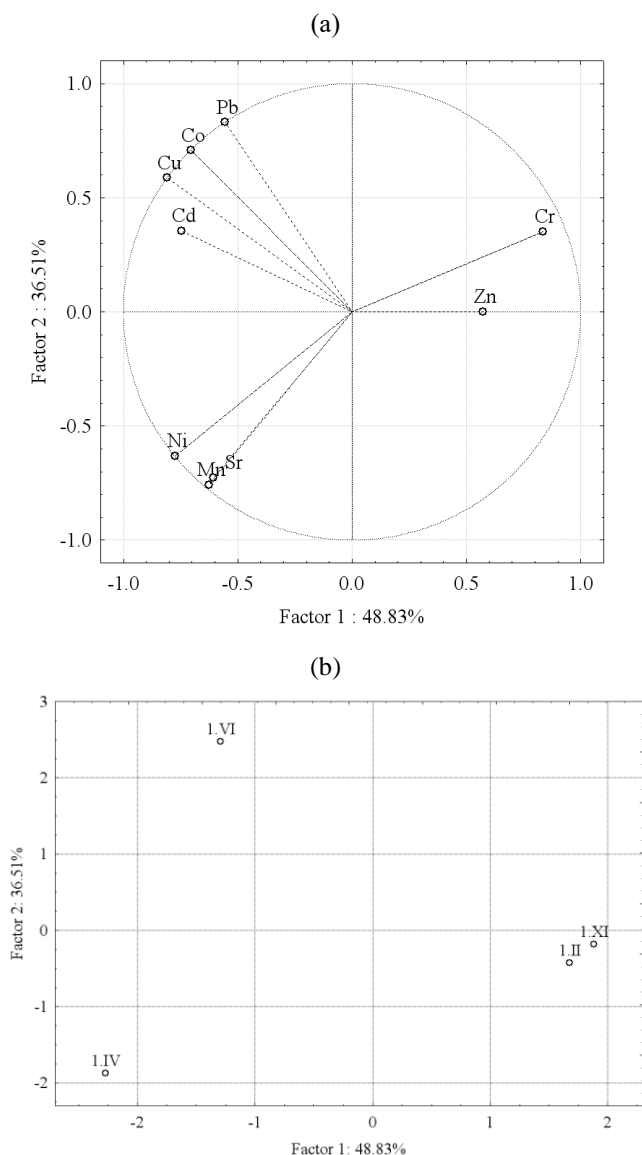 (a)
1.0
0.5
0.0
-0.5
-1.0
Factor 2 : 36.51%
Pb
Co
Cu
Cd
Cr
Zn
Ni
Mn
Sr
-1.0 -0.5 0.0 0.5 1.0
Factor 1 : 48.83%
(b)
3
2
1
0
-1
-2
Factor 2: 36.51%
1.VI
1.XI
1.II
1.IV
-2 -1 0 1 2
Factor 1: 48.83%